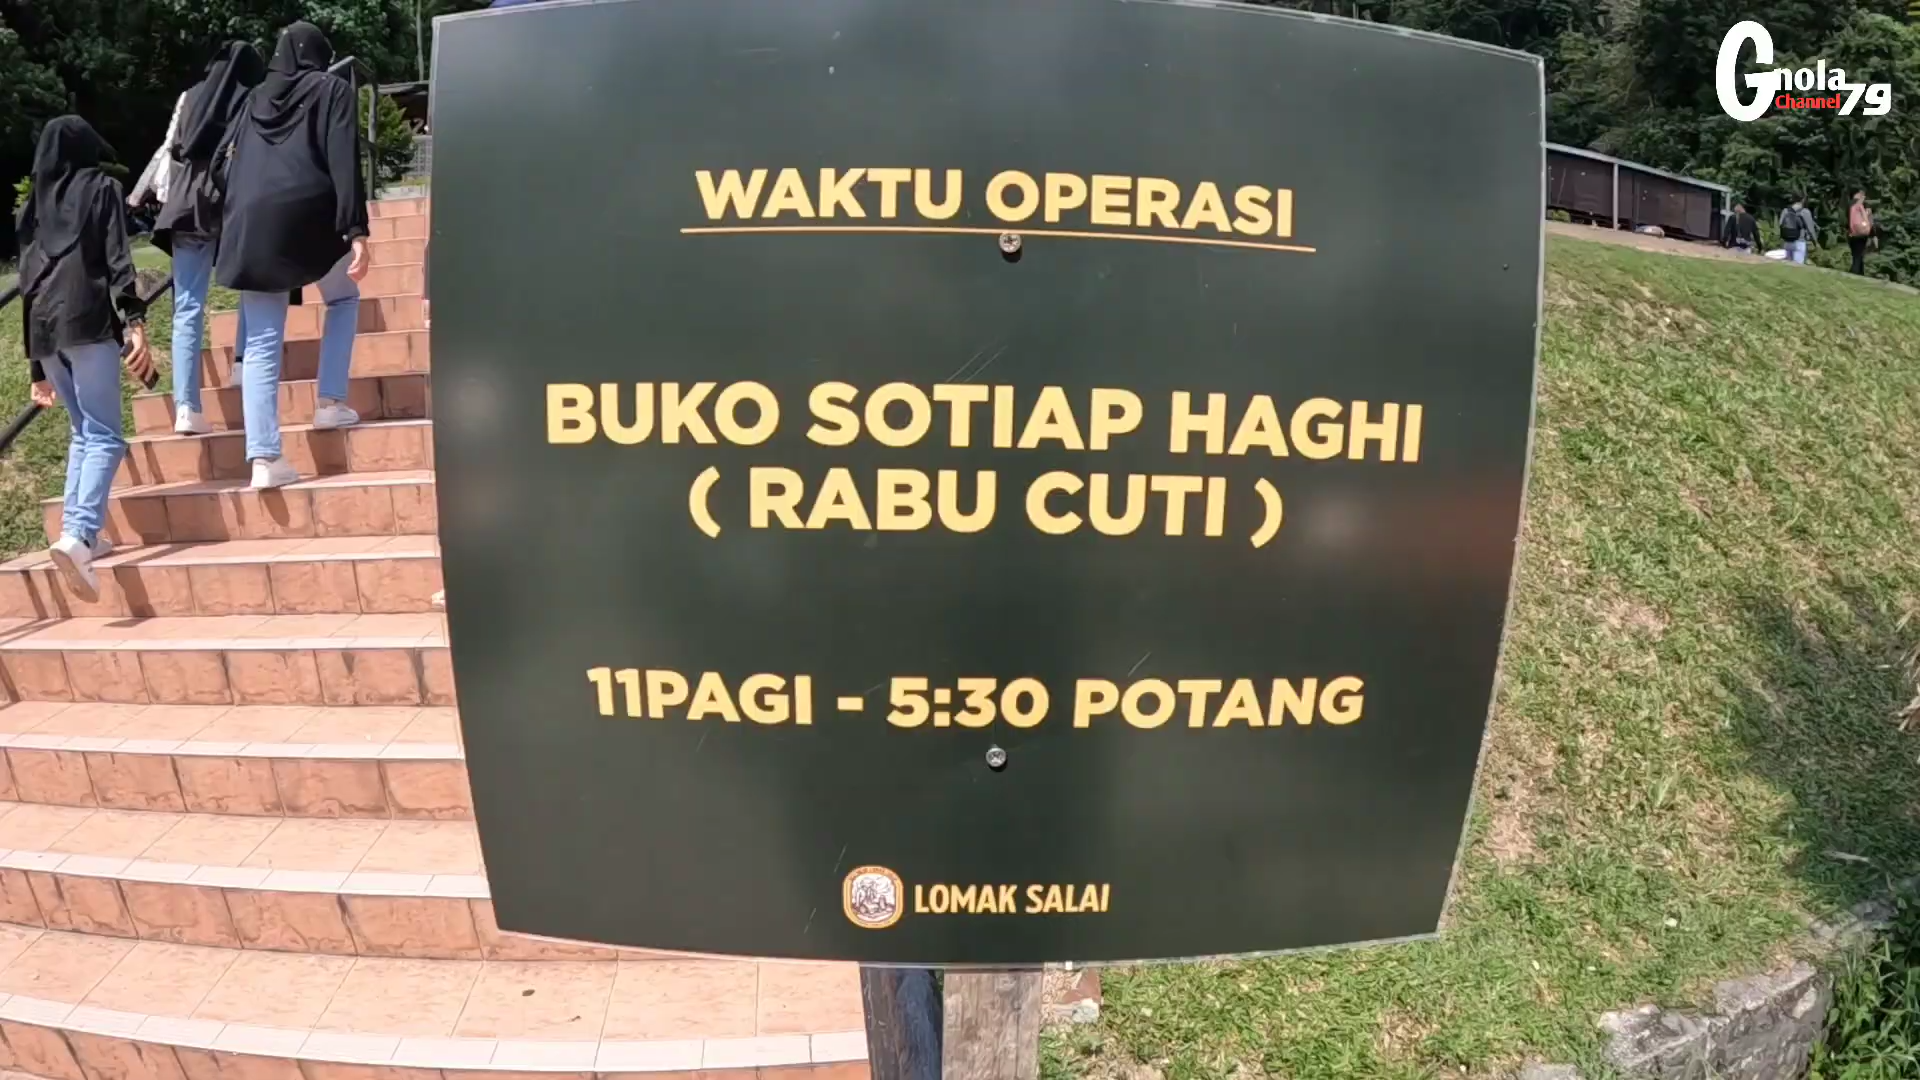 Gnola
Channel 79
WAKTU OPERASI
BUKO SOTIAP HAGHI
( RABU CUTI )
11PAGI - 5:30 POTANG
LOMAK SALAI